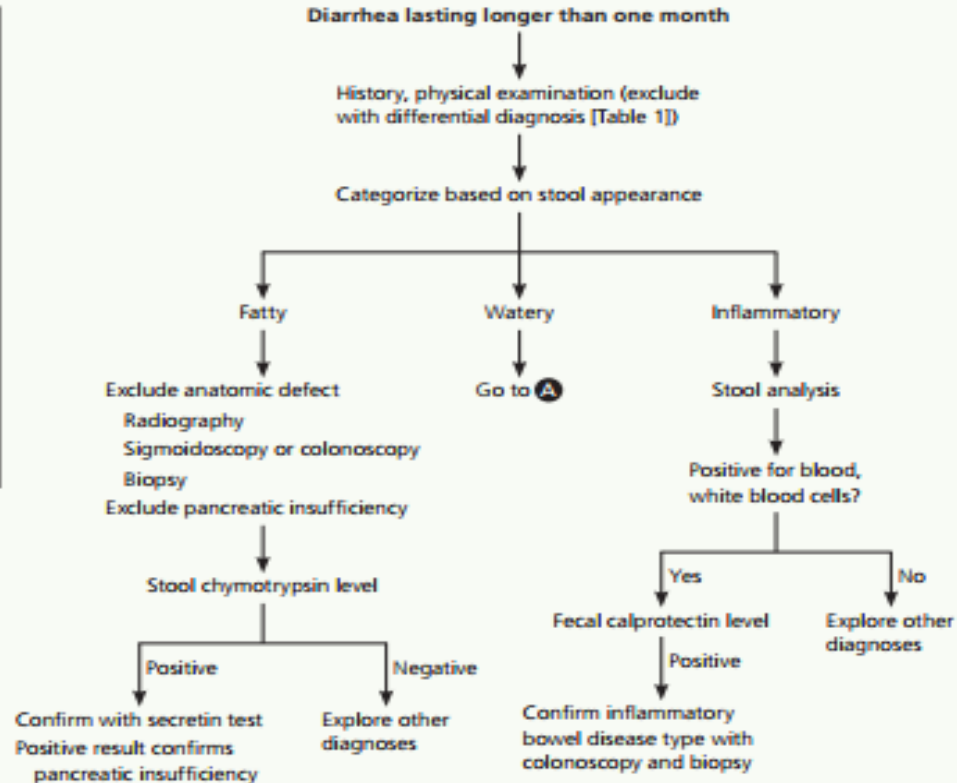 Diarrhea lasting longer than one month
History, physical examination (exclude
with differential diagnosis [Table 1])
Categorize based on stool appearance
Fatty
Watery
Inflammatory
Exclude anatomic defect
Radiography
Sigmoidoscopy or colonoscopy
Biopsy
Exclude pancreatic insufficiency
Go to A
Stool analysis
Positive for blood,
white blood cells?
Stool chymotrypsin level
Yes
No
Fecal calprotectin level
Explore other
diagnoses
Positive
Negative
Positive
Confirm with secretin test
Positive result confirms
pancreatic insufficiency
Explore other
diagnoses
Confirm inflammatory
bowel disease type with
colonoscopy and biopsy